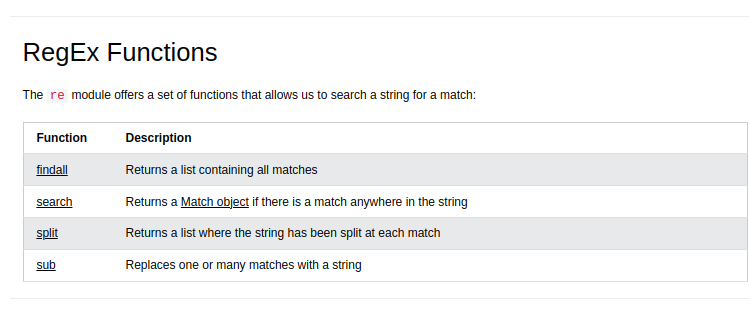 RegEx Functions
The re module offers a set of functions that allows us to search a string for a match:
Function Description
findall Returns a list containing all matches
search Returns a Match object if there is a match anywhere in the string
split Returns a list where the string has been split at each match
sub Replaces one or many matches with a string